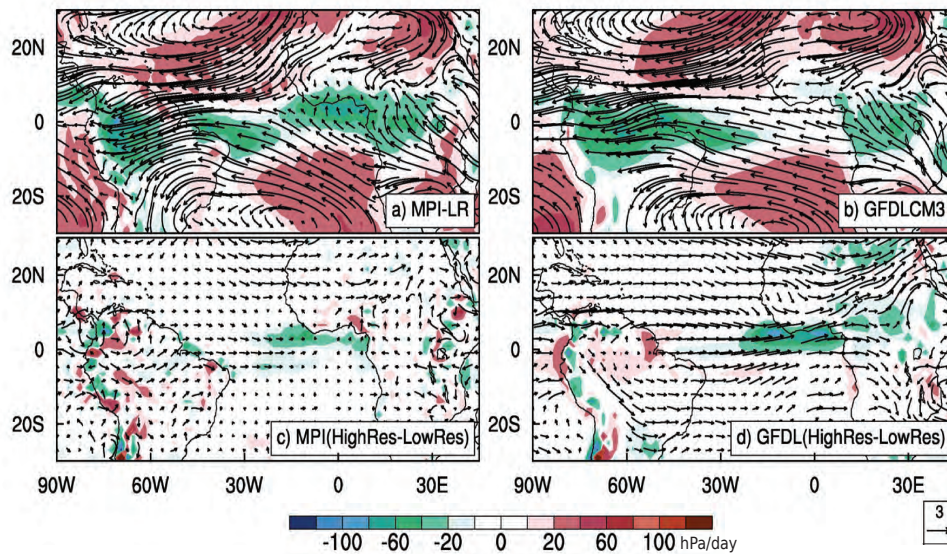 20N
0
20S
a) MPI-LR
20N
0
20S
b) GFDLCM3
20N
0
20S
c) MPI(HighRes-LowRes)
90W 60W 30W 0 30E
20N
0
20S
d) GFDL(HighRes-LowRes)
90W 60W 30W 0 30E
-100 -60 -20 0 20 60 100 hPa/day
3